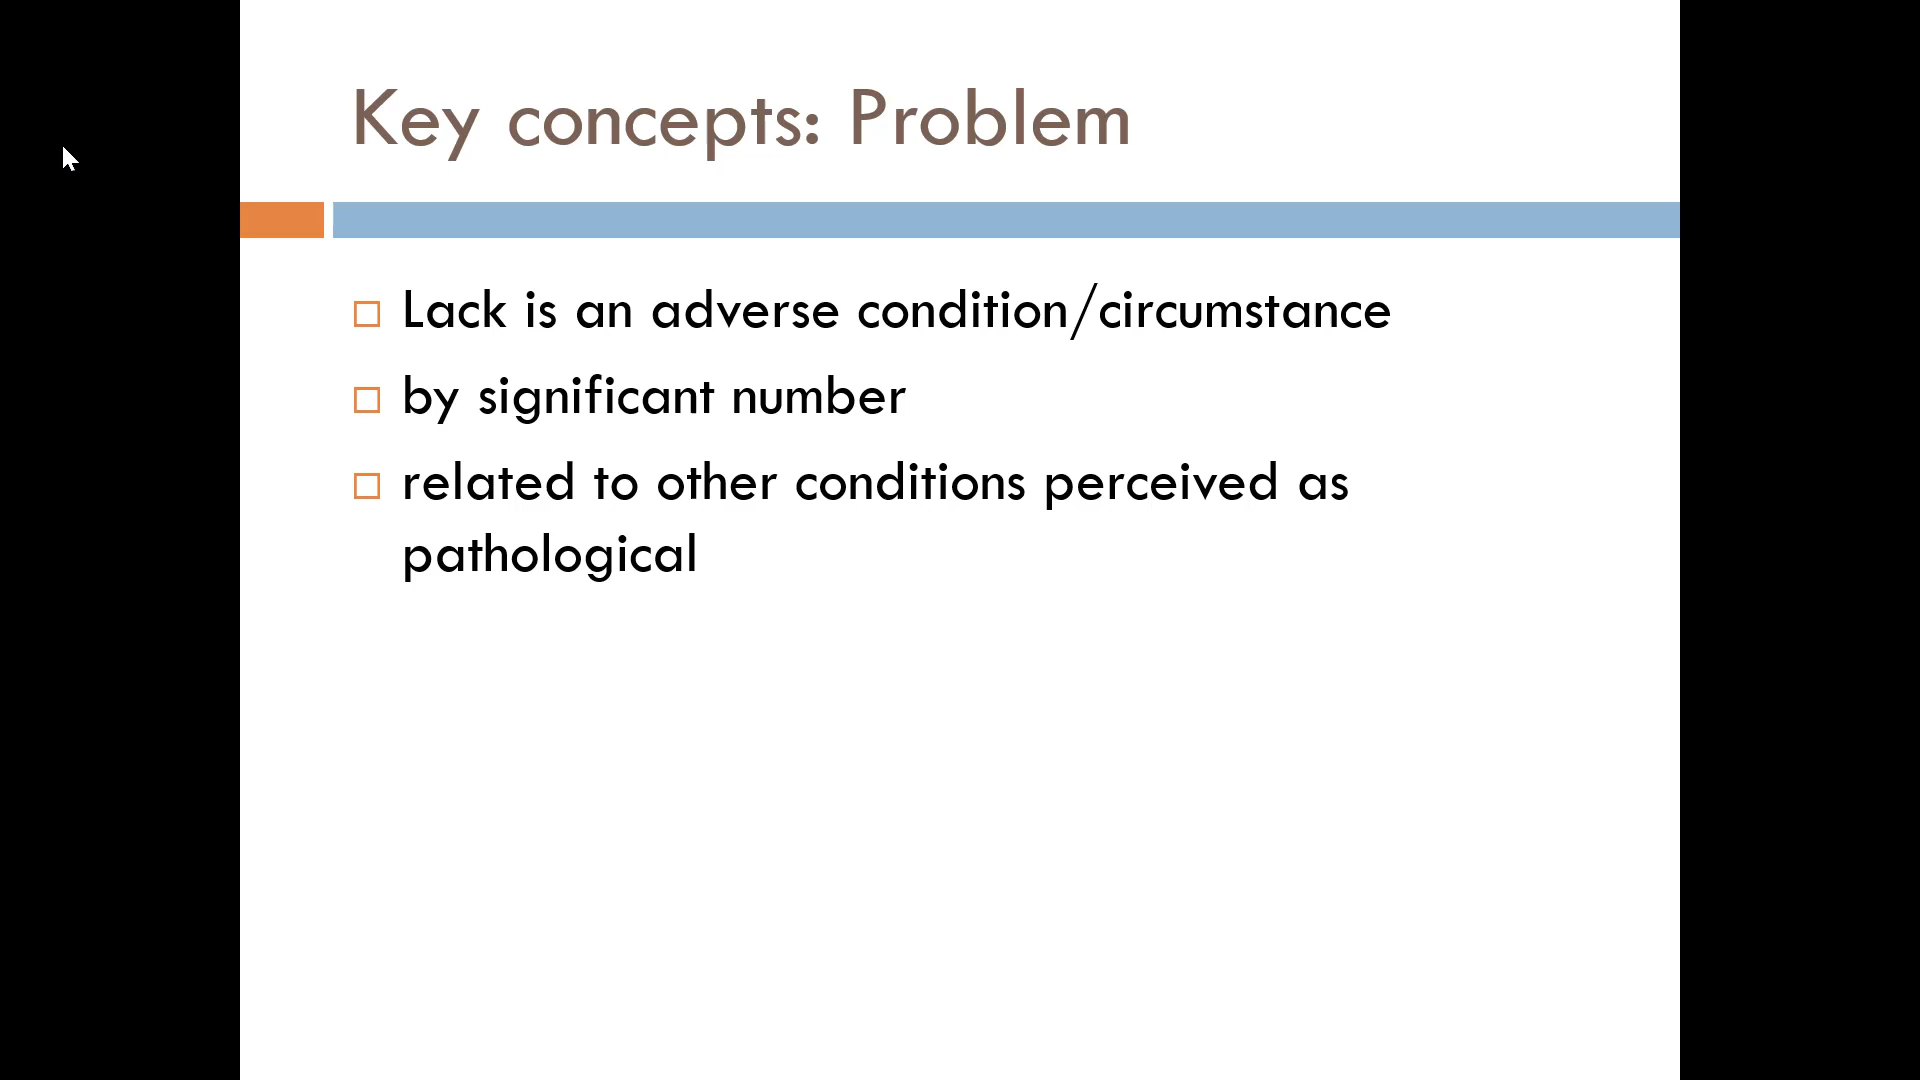 Key concepts: Problem
Lack is an adverse condition/circumstance
by significant number
related to other conditions perceived as
pathological